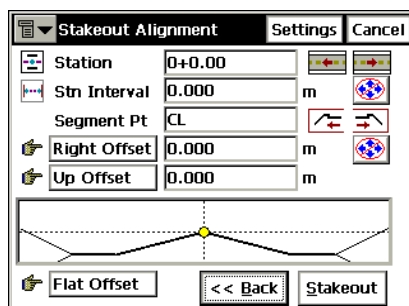 Stakeout Alignment Settings Cancel
Station 0+0.00
Stn Interval 0.000 m
Segment Pt CL
Right Offset 0.000 m
Up Offset 0.000 m
Flat Offset << Back Stakeout